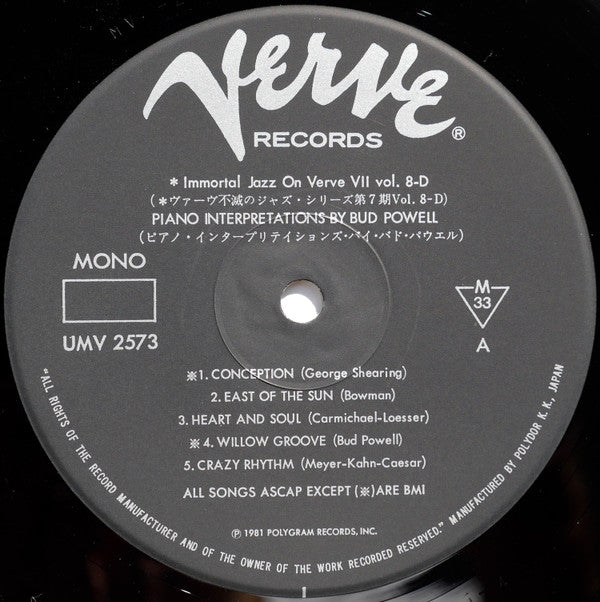 Verve
RECORDS ®
* Immortal Jazz On Verve VII vol. 8-D
(*ヴァーヴ不滅のジャズ・シリーズ第7期Vol. 8-D)
PIANO INTERPRETATIONS BY BUD POWELL
(ピアノ・インタープリテイションズ・バイ・バド・パウエル)
MONO
UMV 2573
M
33
A
※1. CONCEPTION (George Shearing)
2. EAST OF THE SUN (Bowman)
3. HEART AND SOUL (Carmichael-Loesser)
※4. WILLOW GROOVE (Bud Powell)
5. CRAZY RHYTHM (Meyer-Kahn-Caesar)
ALL SONGS ASCAP EXCEPT (※) ARE BMI
℗ 1981 POLYGRAM RECORDS, INC.
"ALL RIGHTS OF THE RECORD MANUFACTURER AND OF THE OWNER OF THE WORK RECORDED RESERVED." MANUFACTURED BY POLYDOR K. K., JAPAN